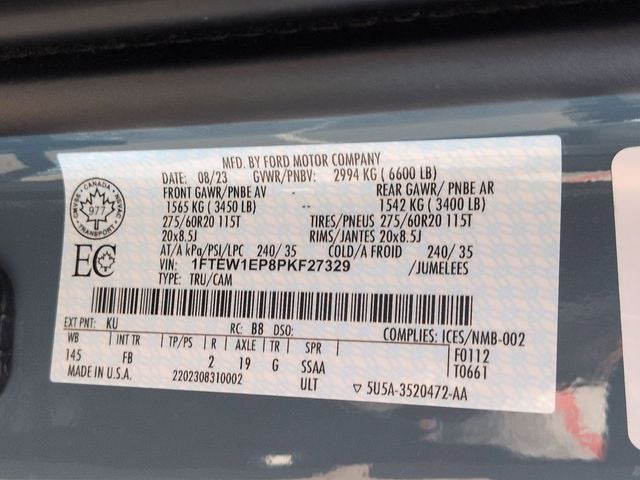 MFD. BY FORD MOTOR COMPANY
DATE: 08/23 GVWR/PNBV: 2994 KG ( 6600 LB)
FRONT GAWR/PNBE AV REAR GAWR/ PNBE AR
1565 KG ( 3450 LB) 1542 KG ( 3400 LB)
275/60R20 115T TIRES/PNEUS 275/60R20 115T
20x8.5J RIMS/JANTES 20x8.5J
AT/A kPa/PSI/LPC 240/ 35 COLD/A FROID 240/ 35
VIN: 1FTEW1EP8PKF27329 /JUMELEES
TYPE: TRU/CAM
CANADA
977
TRANSPORT
EC
EXT PNT: KU RC: B8 DSO: COMPLIES: ICES/NMB-002
WB INT TR TP/PS R AXLE TR SPR F0112
145 FB 2 19 G SSAA T0661
MADE IN U.S.A. 2202308310002 ULT ▽ 5U5A-3520472-AA